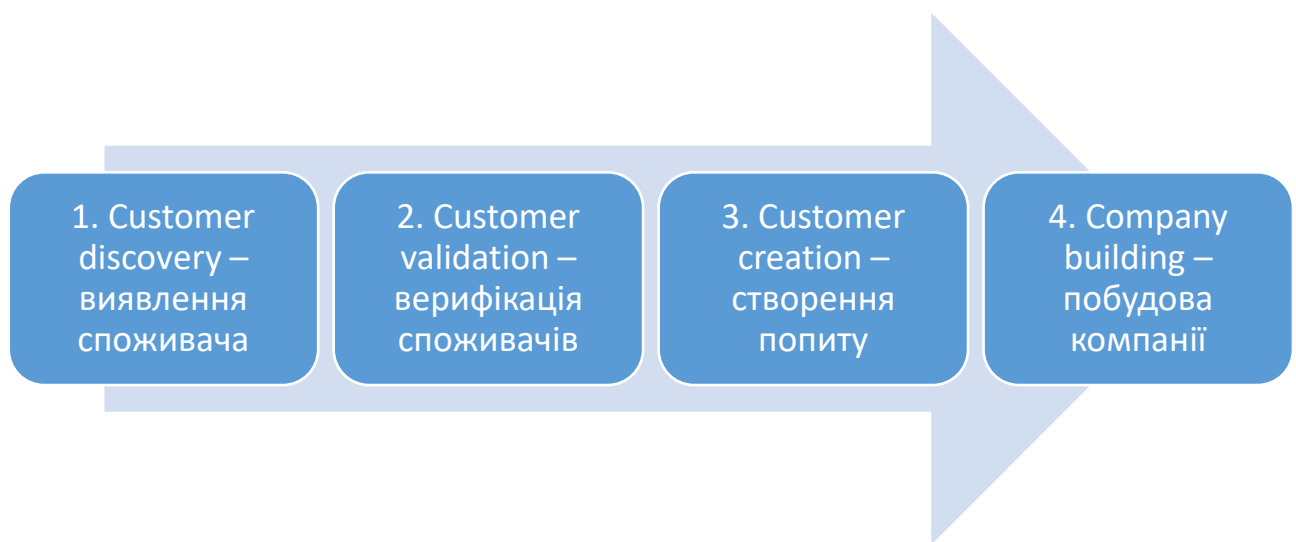 1. Customer
discovery –
виявлення
споживача
2. Customer
validation –
верифікація
споживачів
3. Customer
creation –
створення
попиту
4. Company
building –
побудова
компанії